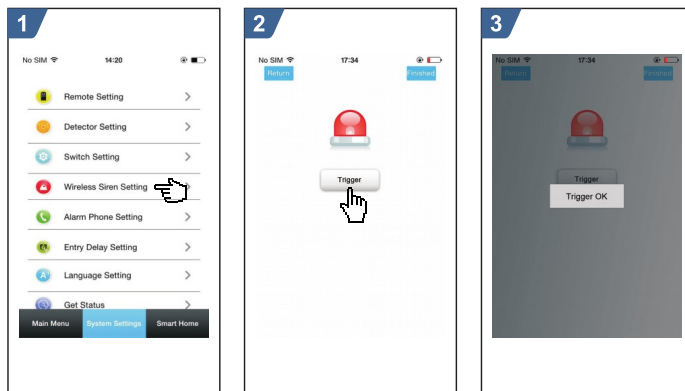 1
No SIM 14:20
Remote Setting
Detector Setting
Switch Setting
Wireless Siren Setting
Alarm Phone Setting
Entry Delay Setting
A Language Setting
Get Status
Main Menu System Settings Smart Home
2
No SIM 17:34
Return Finished
Trigger
3
No SIM 17:34
Return Finished
Trigger
Trigger OK